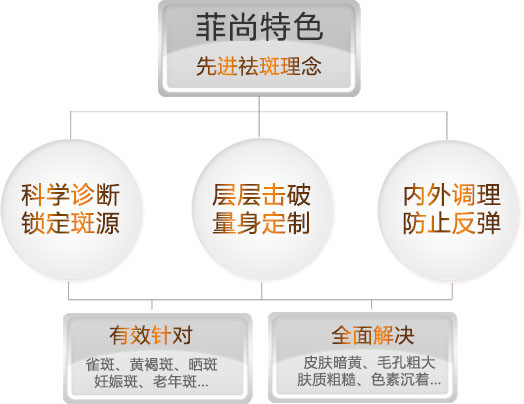 菲尚特色
先进祛斑理念
科学诊断
锁定斑源
层层击破
量身定制
内外调理
防止反弹
有效针对
雀斑、黄褐斑、晒斑
妊娠斑、老年斑...
全面解决
皮肤暗黄、毛孔粗大
肤质粗糙、色素沉着...